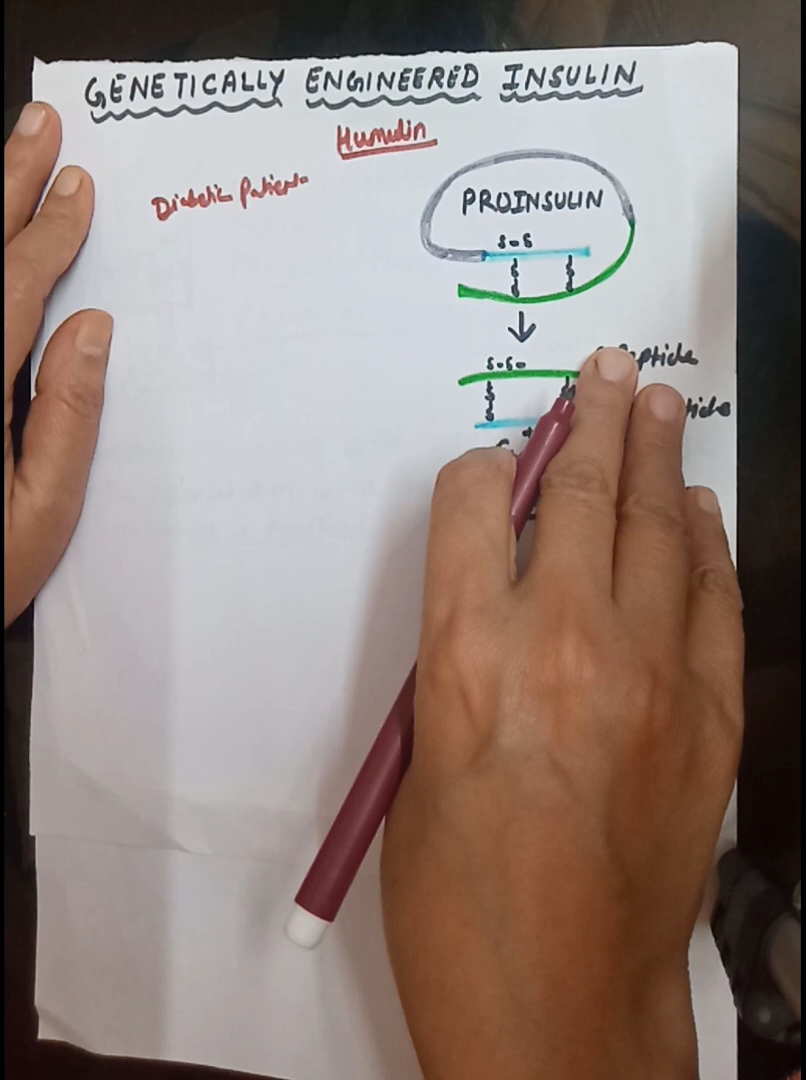 GENETICALLY ENGINEERED INSULIN
Humulin
Diabetic Patients
PROINSULIN
S-S
S-S-